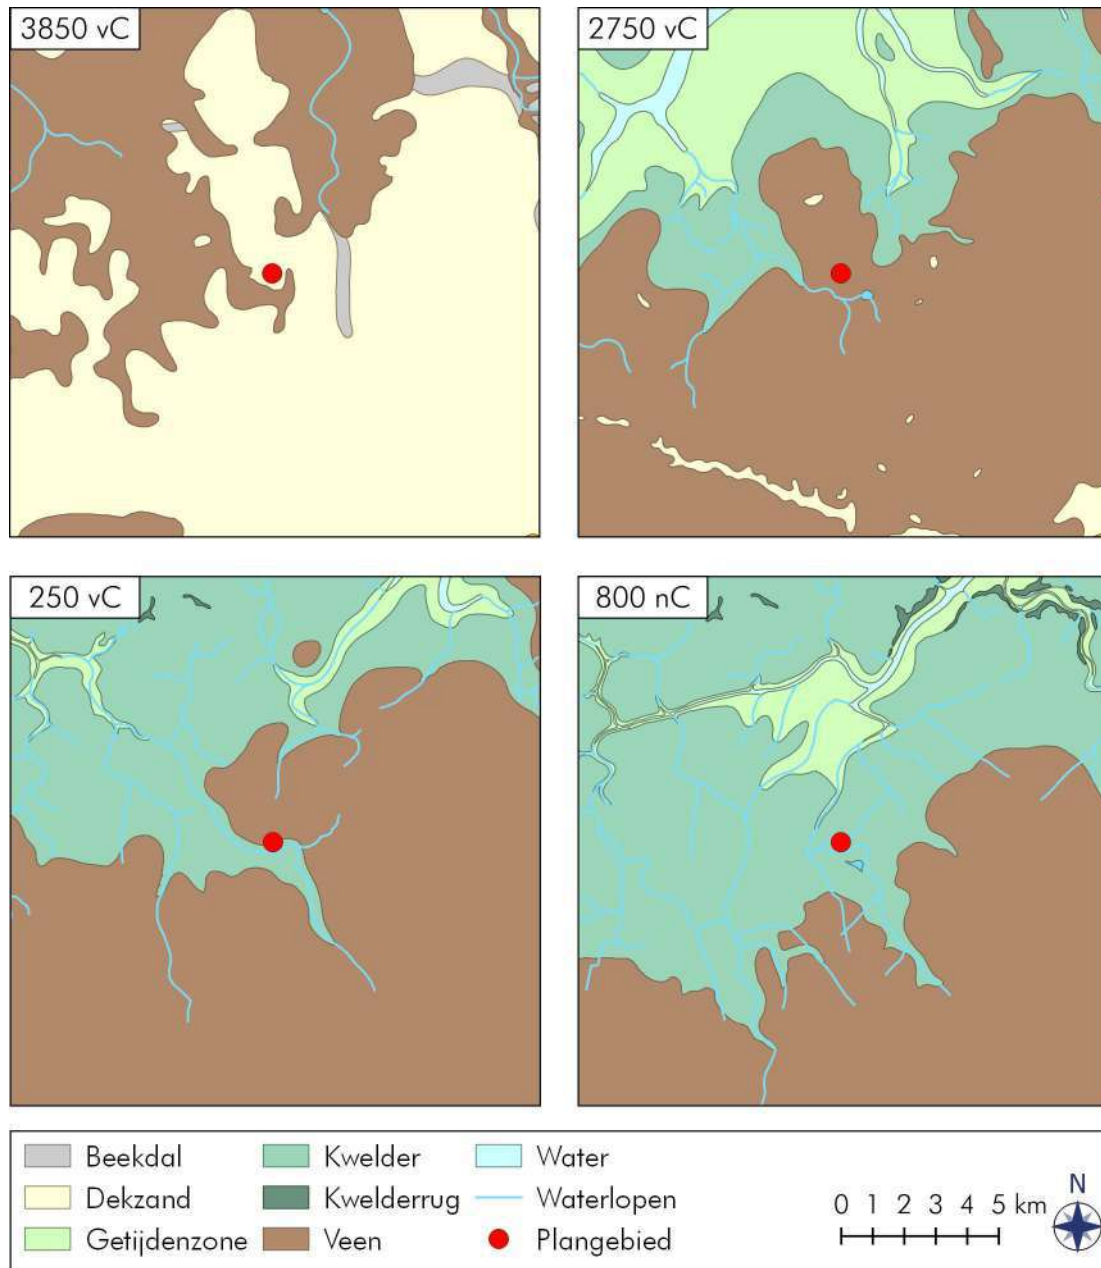 3850 vC
2750 vC
250 vC
800 nC
Beekdal
Kwelder
Water
Dekzand
Kwelderrug
Waterlopen
Getijdenzone
Veen
Plangebied
0 1 2 3 4 5 km
N